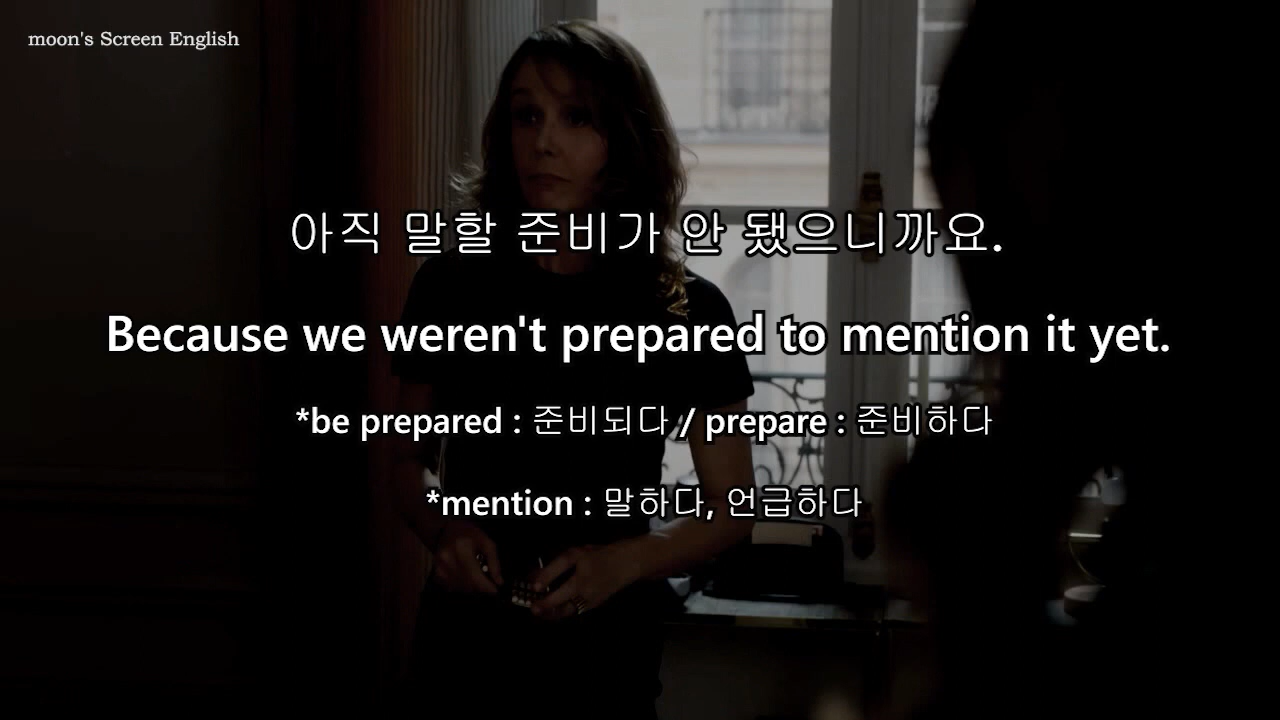 moon's Screen English
아직 말할 준비가 안 됐으니까요.
Because we weren't prepared to mention it yet.
*be prepared : 준비되다 / prepare : 준비하다
*mention : 말하다, 언급하다